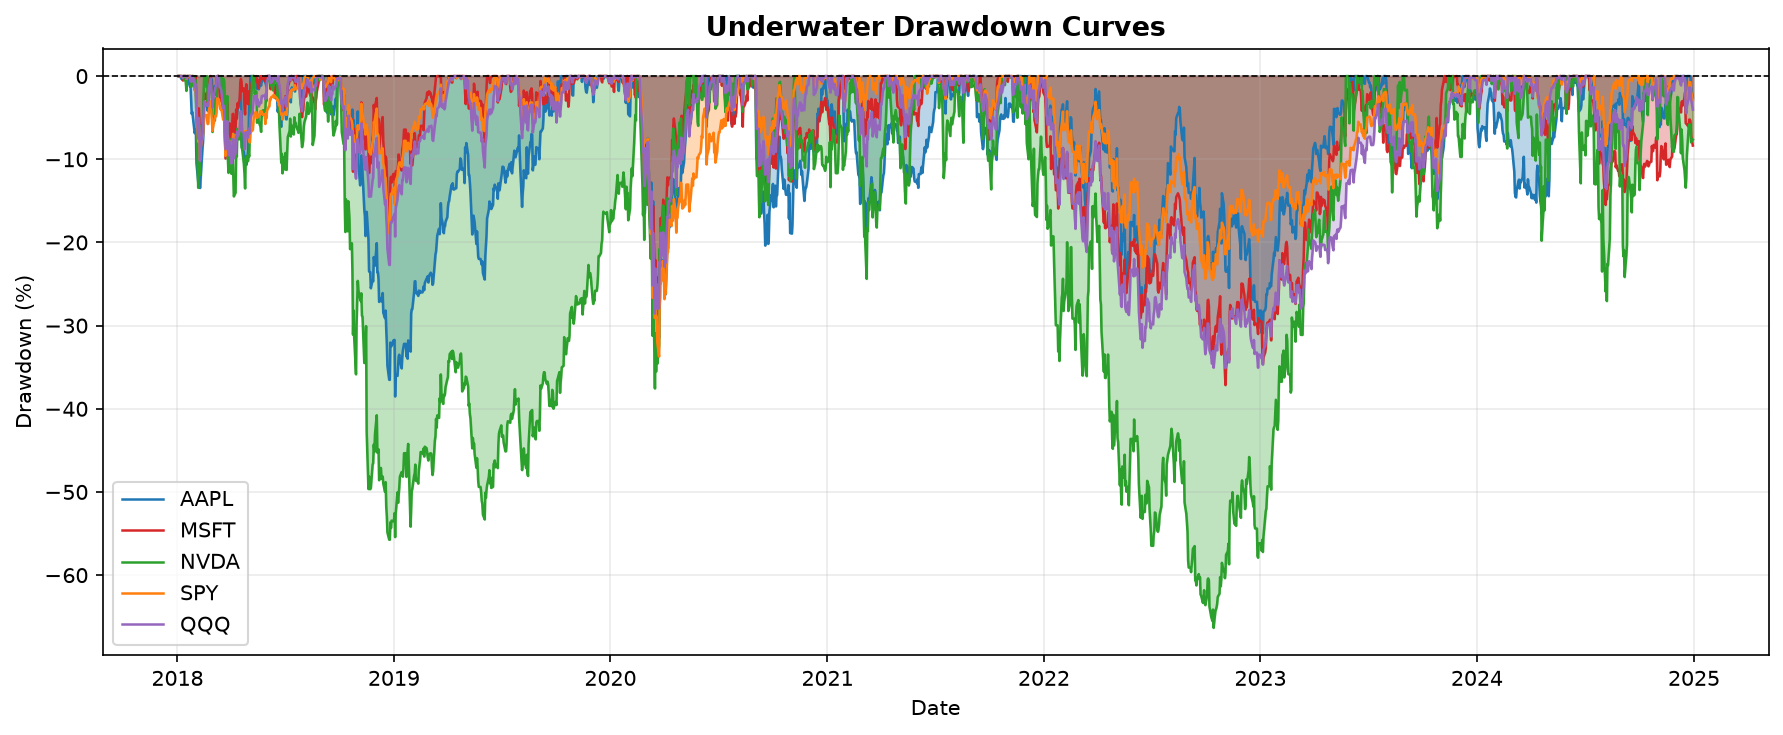 Underwater Drawdown Curves
Drawdown (%)
0
−10
−20
−30
−40
−50
−60
AAPL
MSFT
NVDA
SPY
QQQ
2018
2019
2020
2021
2022
2023
2024
2025
Date